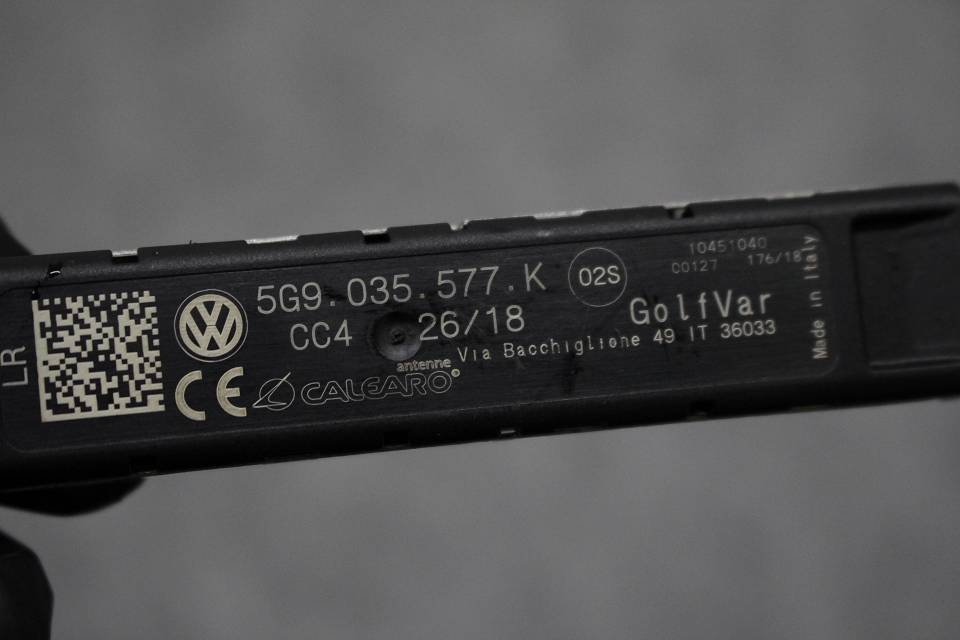 LR
5G9.035.577.K
02S
10451040
00127 176/18
CC4 26/18
GolfVar
antenne
CALEARO
Via Bacchiglione 49 IT 36033
Made in Italy
CE